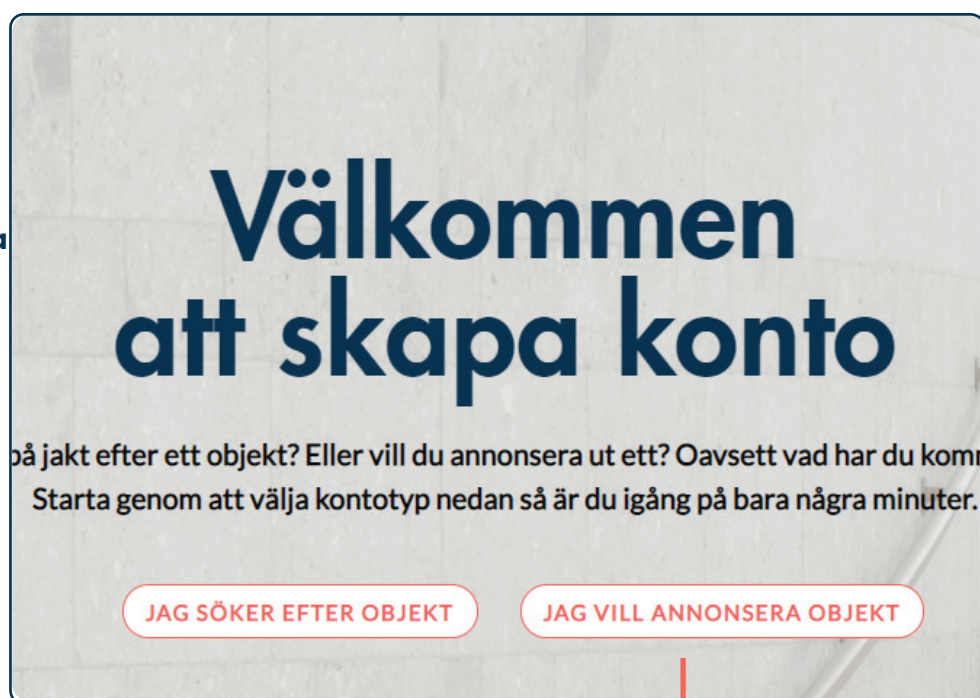 Välkommen
att skapa konto
på jakt efter ett objekt? Eller vill du annonsera ut ett? Oavsett vad har du
Starta genom att välja kontotyp nedan så är du igång på bara några minuter.
JAG SÖKER EFTER OBJEKT
JAG VILL ANNONSERA OBJEKT